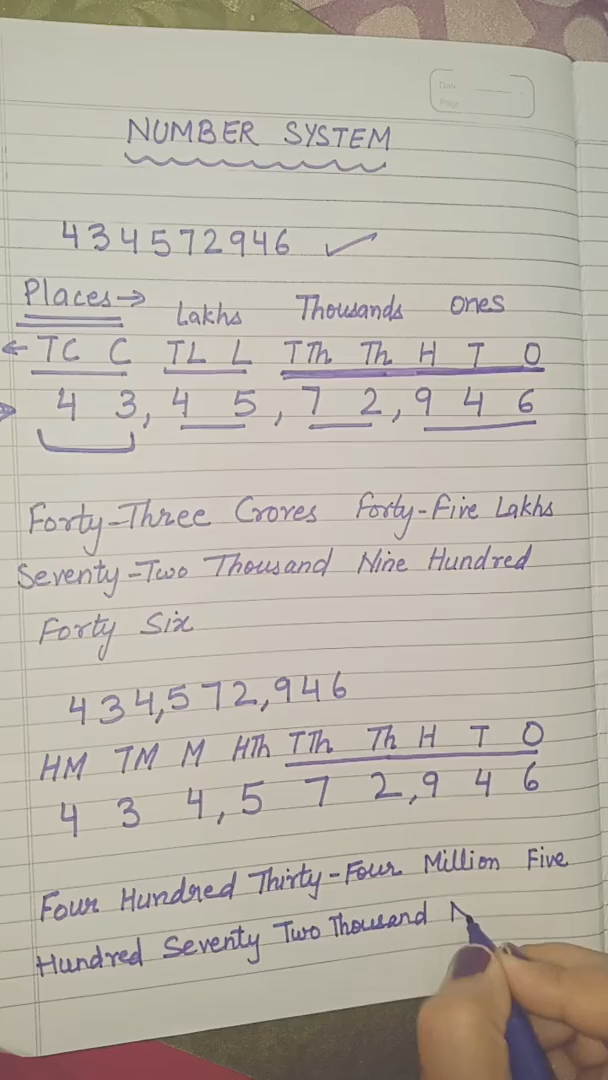 Date
Page
NUMBER SYSTEM
434572946 ✓
Places → Lakhs Thousands Ones
← TC C TL L TTh Th H T O
4 3, 4 5, 7 2, 9 4 6
Forty-Three Crores Forty-Five Lakhs
Seventy-Two Thousand Nine Hundred
Forty Six
434,572,946
HM TM M HTh TTh Th H T O
4 3 4, 5 7 2, 9 4 6
Four Hundred Thirty-Four Million Five
Hundred Seventy Two Thousand